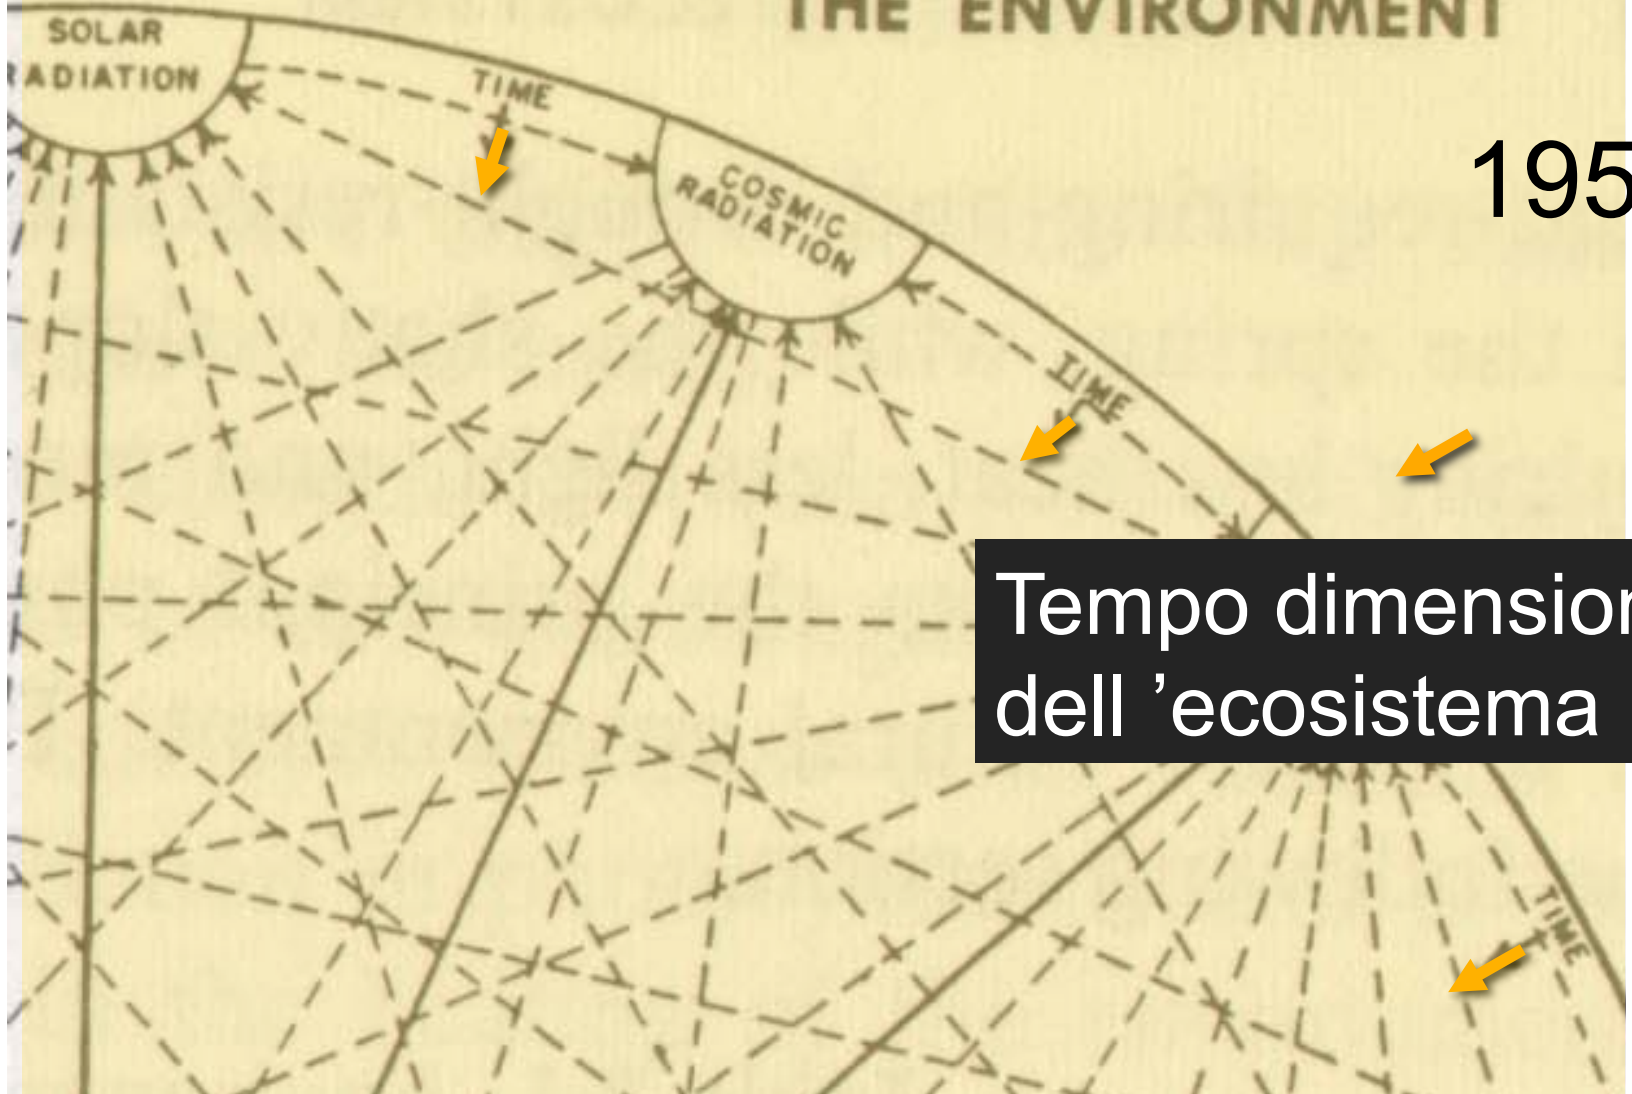 THE ENVIRONMENT
SOLAR
RADIATION
TIME
COSMIC
RADIATION
195
TIME
Tempo dimension
dell ’ecosistema
TIME